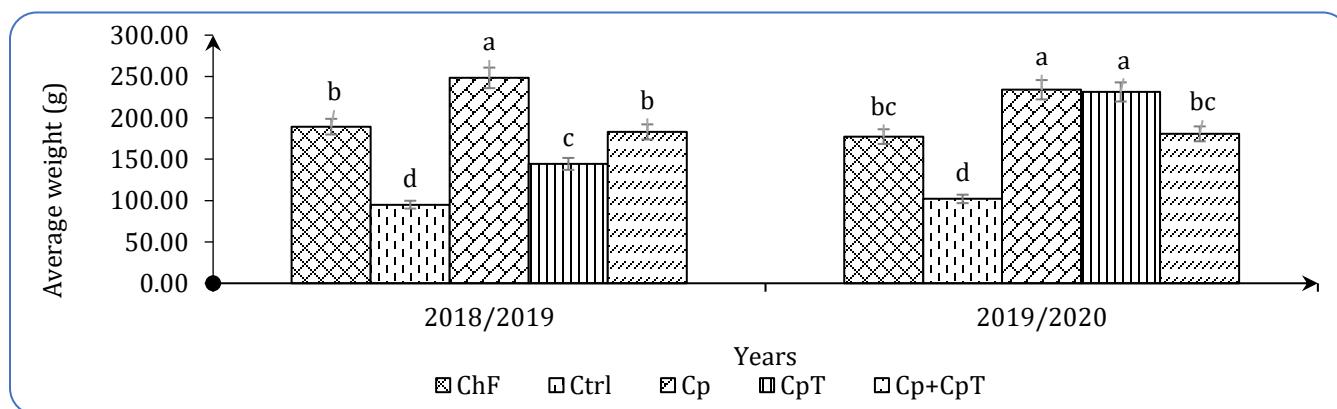 Average weight (g)
300.00
250.00
200.00
150.00
100.00
50.00
0.00
b
d
a
c
b
bc
d
a
a
bc
2018/2019
2019/2020
Years
ChF
Ctrl
Cp
CpT
Cp+CpT